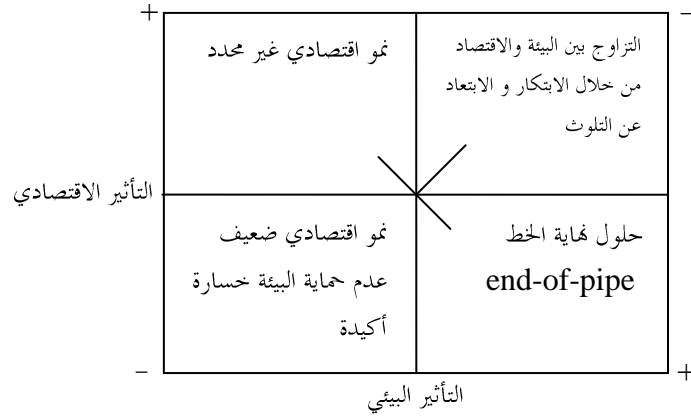 +
−
التزاوج بين البيئة والاقتصاد
من خلال الابتكار و الابتعاد
عن التلوث
نمو اقتصادي غير محدد
التأثير الاقتصادي
حلول نهاية الخط
end-of-pipe
نمو اقتصادي ضعيف
عدم حماية البيئة خسارة
أكيدة
−
+
التأثير البيئي